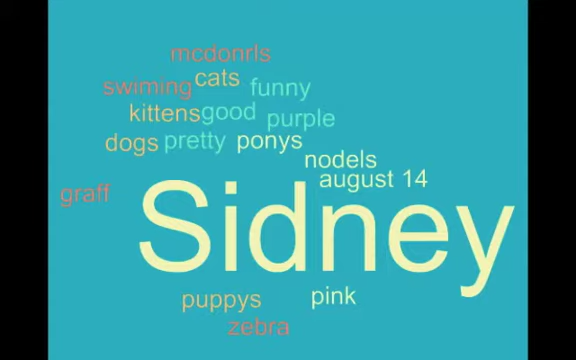 mcdonrls
swiming cats funny
kittens good purple
dogs pretty ponys
nodels
august 14
graff
Sidney
puppys pink
zebra